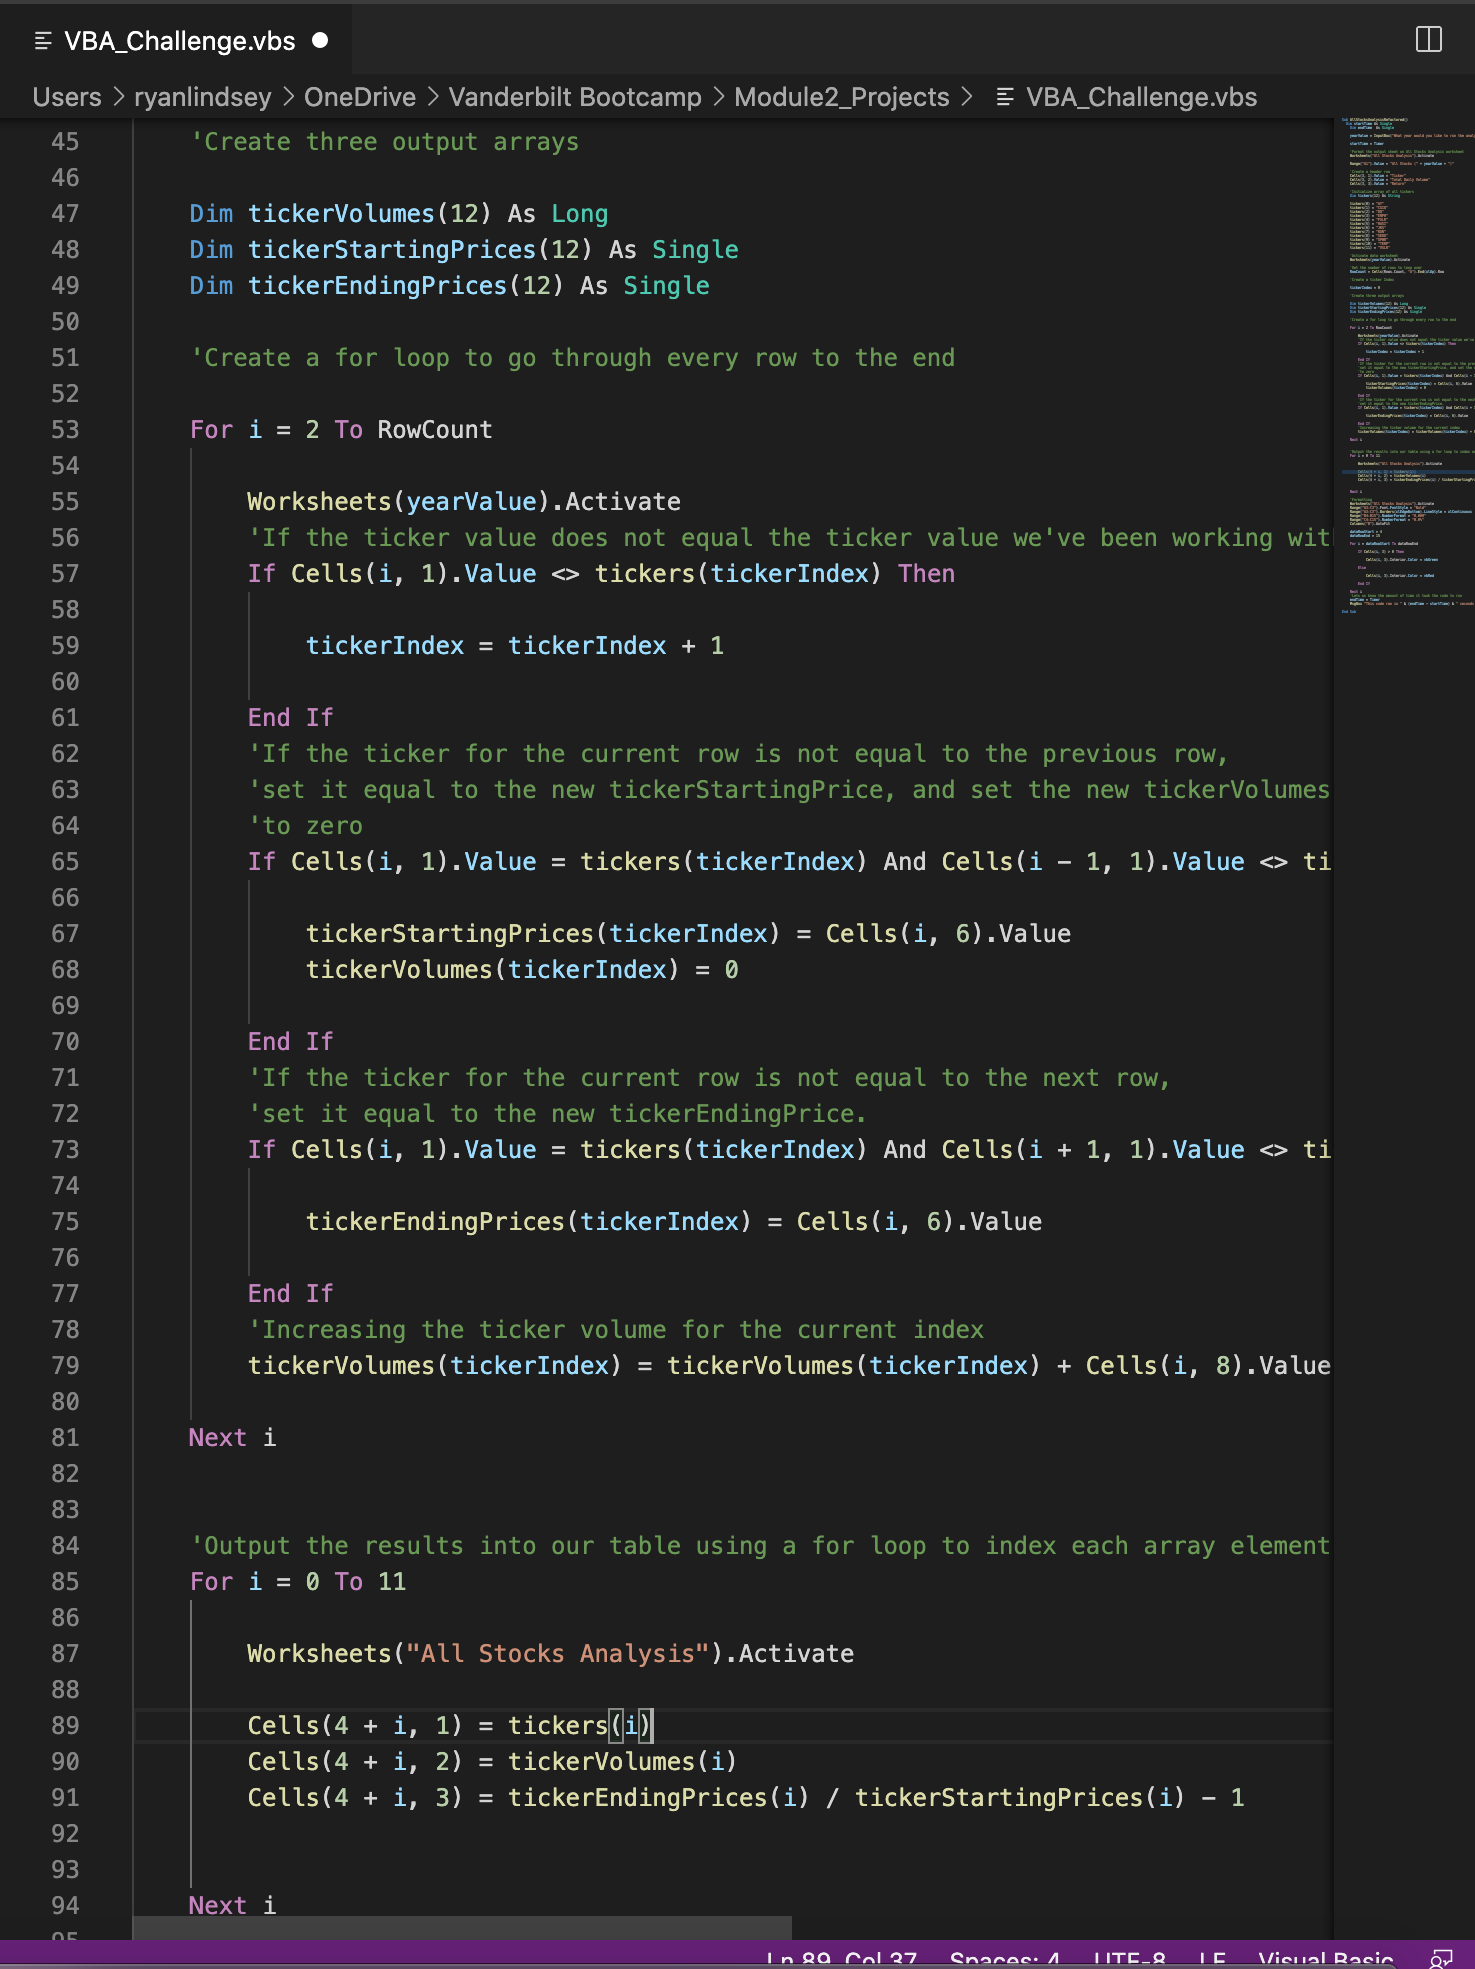 VBA_Challenge.vbs
Users > ryanlindsey > OneDrive > Vanderbilt Bootcamp > Module2_Projects > VBA_Challenge.vbs
45 'Create three output arrays
46
47 Dim tickerVolumes(12) As Long
48 Dim tickerStartingPrices(12) As Single
49 Dim tickerEndingPrices(12) As Single
50
51 'Create a for loop to go through every row to the end
52
53 For i = 2 To RowCount
54
55 Worksheets(yearValue).Activate
56 'If the ticker value does not equal the ticker value we've been working wit
57 If Cells(i, 1).Value <> tickers(tickerIndex) Then
58
59 tickerIndex = tickerIndex + 1
60
61 End If
62 'If the ticker for the current row is not equal to the previous row,
63 'set it equal to the new tickerStartingPrice, and set the new tickerVolumes
64 'to zero
65 If Cells(i, 1).Value = tickers(tickerIndex) And Cells(i - 1, 1).Value <> ti
66
67 tickerStartingPrices(tickerIndex) = Cells(i, 6).Value
68 tickerVolumes(tickerIndex) = 0
69
70 End If
71 'If the ticker for the current row is not equal to the next row,
72 'set it equal to the new tickerEndingPrice.
73 If Cells(i, 1).Value = tickers(tickerIndex) And Cells(i + 1, 1).Value <> ti
74
75 tickerEndingPrices(tickerIndex) = Cells(i, 6).Value
76
77 End If
78 'Increasing the ticker volume for the current index
79 tickerVolumes(tickerIndex) = tickerVolumes(tickerIndex) + Cells(i, 8).Value
80
81 Next i
82
83
84 'Output the results into our table using a for loop to index each array element
85 For i = 0 To 11
86
87 Worksheets("All Stocks Analysis").Activate
88
89 Cells(4 + i, 1) = tickers(i)
90 Cells(4 + i, 2) = tickerVolumes(i)
91 Cells(4 + i, 3) = tickerEndingPrices(i) / tickerStartingPrices(i) - 1
92
93
94 Next i
95
Ln 89, Col 37 Spaces: 4 UTF-8 LF Visual Basic